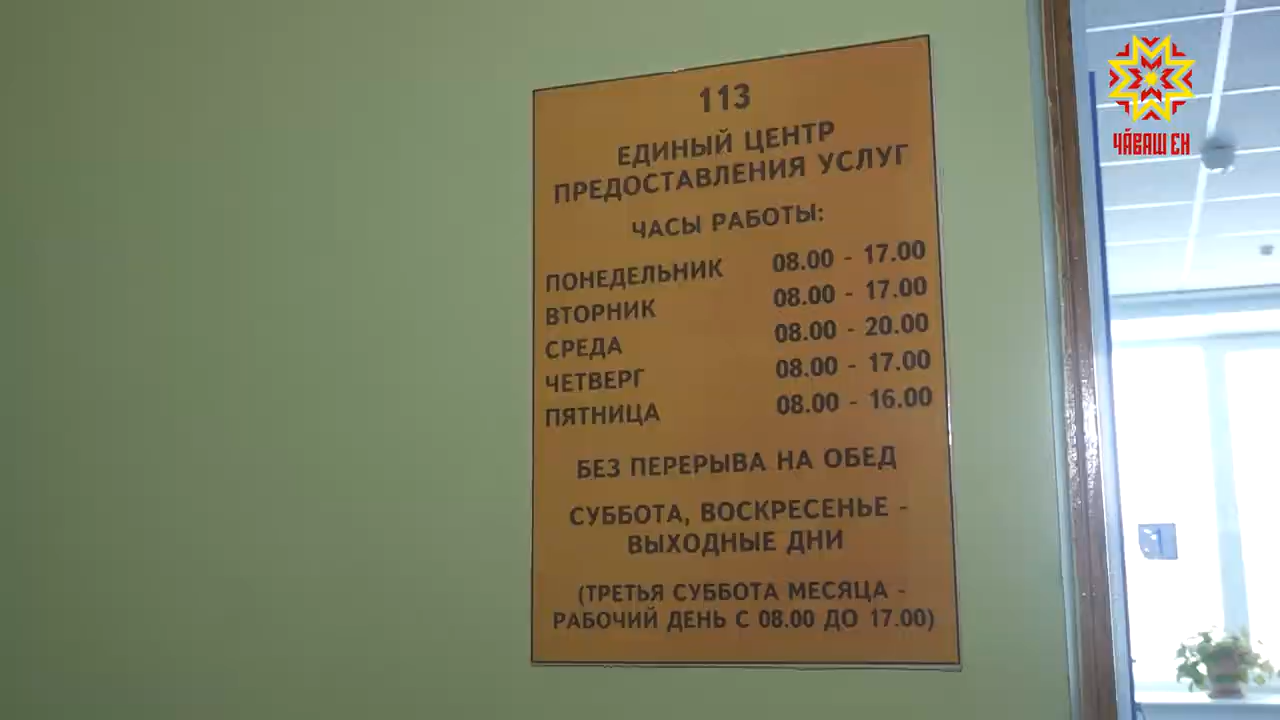 113
ЕДИНЫЙ ЦЕНТР
ПРЕДОСТАВЛЕНИЯ УСЛУГ
ЧАСЫ РАБОТЫ:
ПОНЕДЕЛЬНИК 08.00 - 17.00
ВТОРНИК 08.00 - 17.00
СРЕДА 08.00 - 20.00
ЧЕТВЕРГ 08.00 - 17.00
ПЯТНИЦА 08.00 - 16.00
БЕЗ ПЕРЕРЫВА НА ОБЕД
СУББОТА, ВОСКРЕСЕНЬЕ -
ВЫХОДНЫЕ ДНИ
(ТРЕТЬЯ СУББОТА МЕСЯЦА -
РАБОЧИЙ ДЕНЬ С 08.00 ДО 17.00)
ЧӐВАШ ЕН